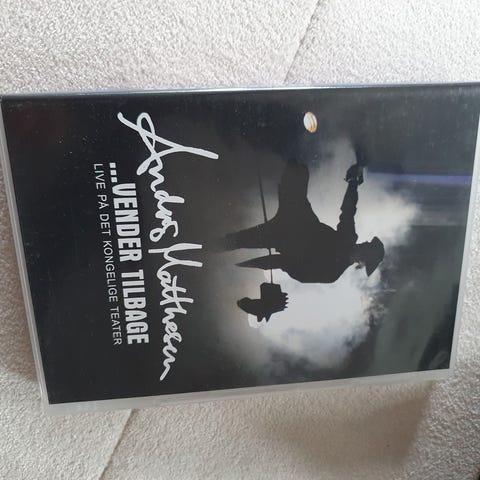 Anders Matthesen
...VENDER TILBAGE
LIVE PÅ DET KONGELIGE TEATER